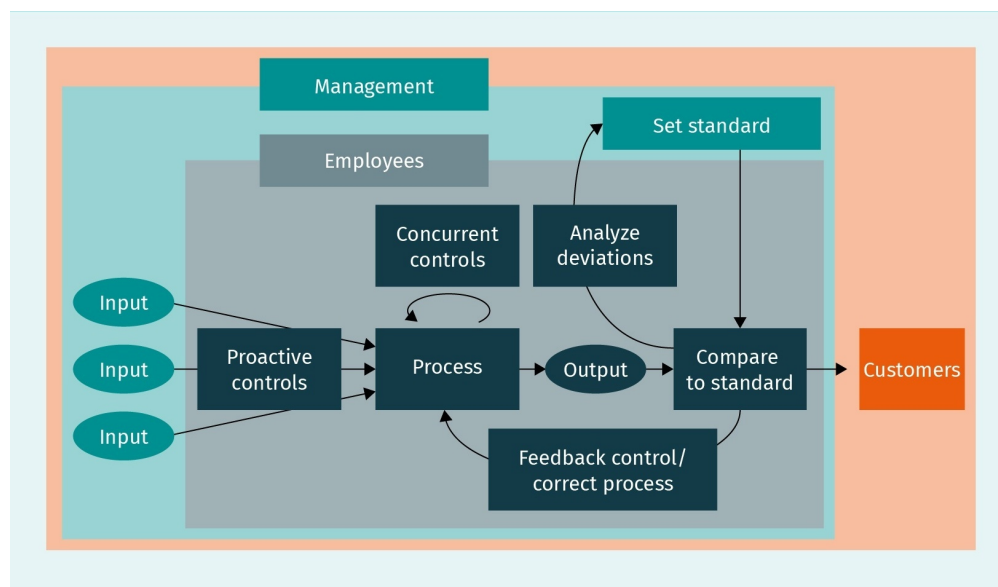 Management
Set standard
Employees
Concurrent
controls
Analyze
deviations
Input
Input
Input
Proactive
controls
Process
Output
Compare
to standard
Customers
Feedback control/
correct process